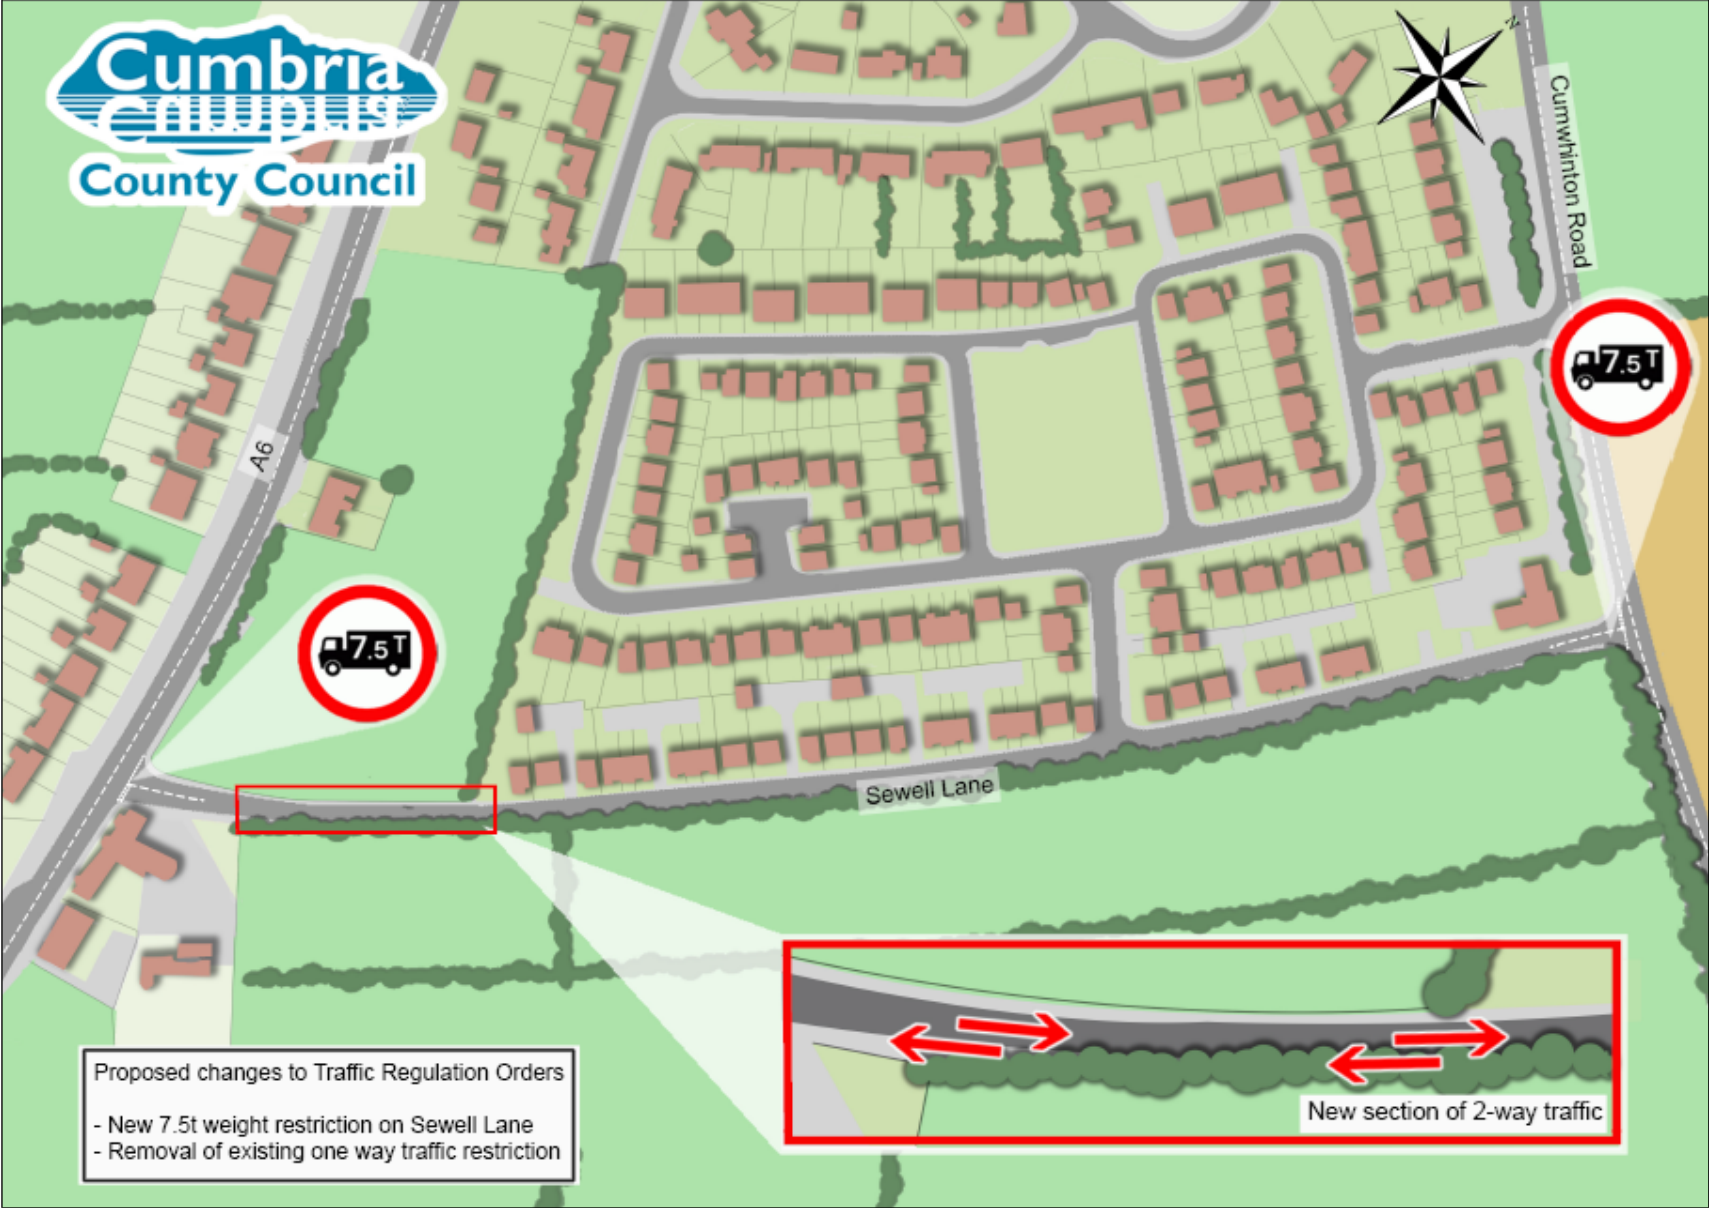 Cumbria
County Council
N
Cumwhinton Road
7.5T
A6
7.5T
Sewell Lane
Proposed changes to Traffic Regulation Orders
- New 7.5t weight restriction on Sewell Lane
- Removal of existing one way traffic restriction
New section of 2-way traffic